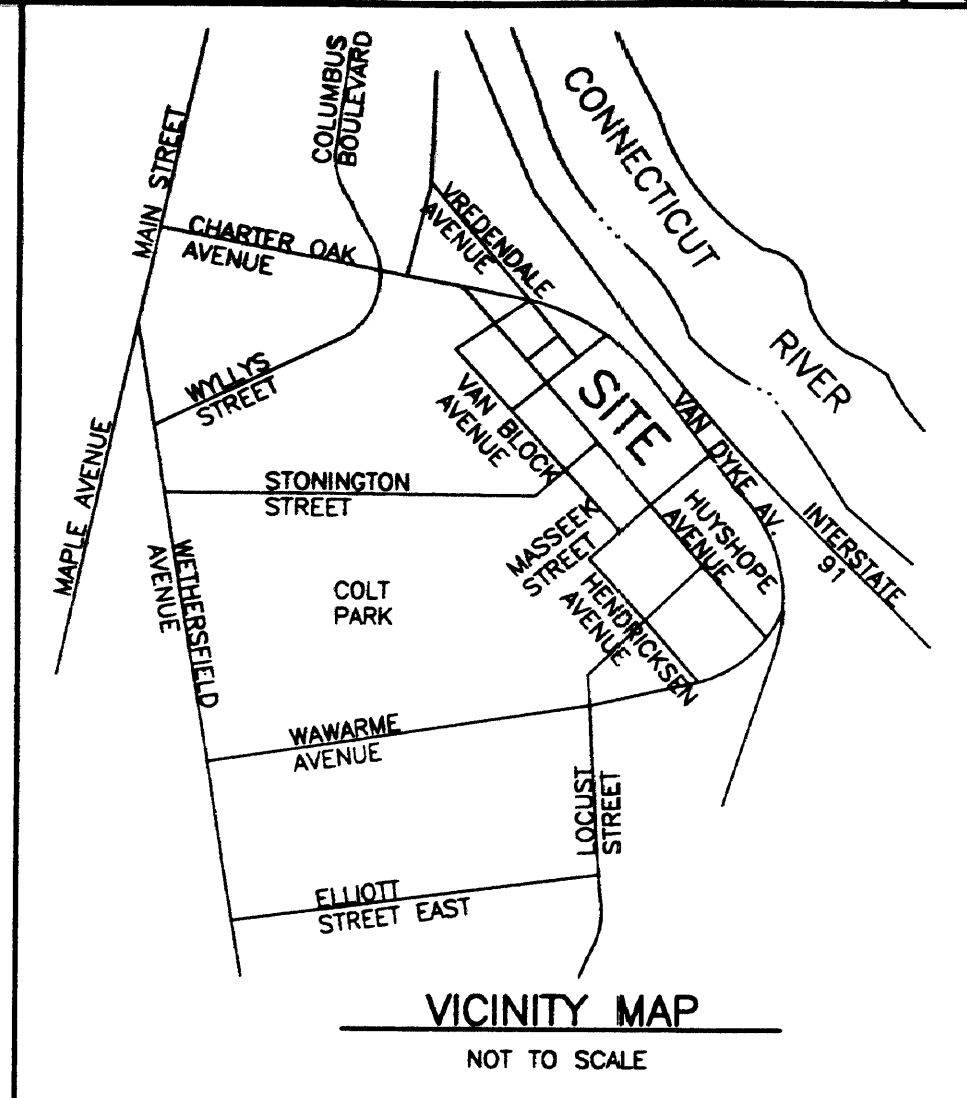 COLUMBUS
BOULEVARD
CONNECTICUT
RIVER
MAIN STREET
CHARTER OAK
AVENUE
VREDENDALE
AVENUE
WYLLYS
STREET
SITE
VAN BLOCK
AVENUE
VAN DYKE AV.
MAPLE AVENUE
STONINGTON
STREET
HUYSHOPE
AVENUE
INTERSTATE
91
MASSEEK
STREET
WETHERSFIELD
AVENUE
COLT
PARK
HENDRICKSEN
AVENUE
WAWARME
AVENUE
LOCUST
STREET
ELLIOTT
STREET EAST
VICINITY MAP
NOT TO SCALE